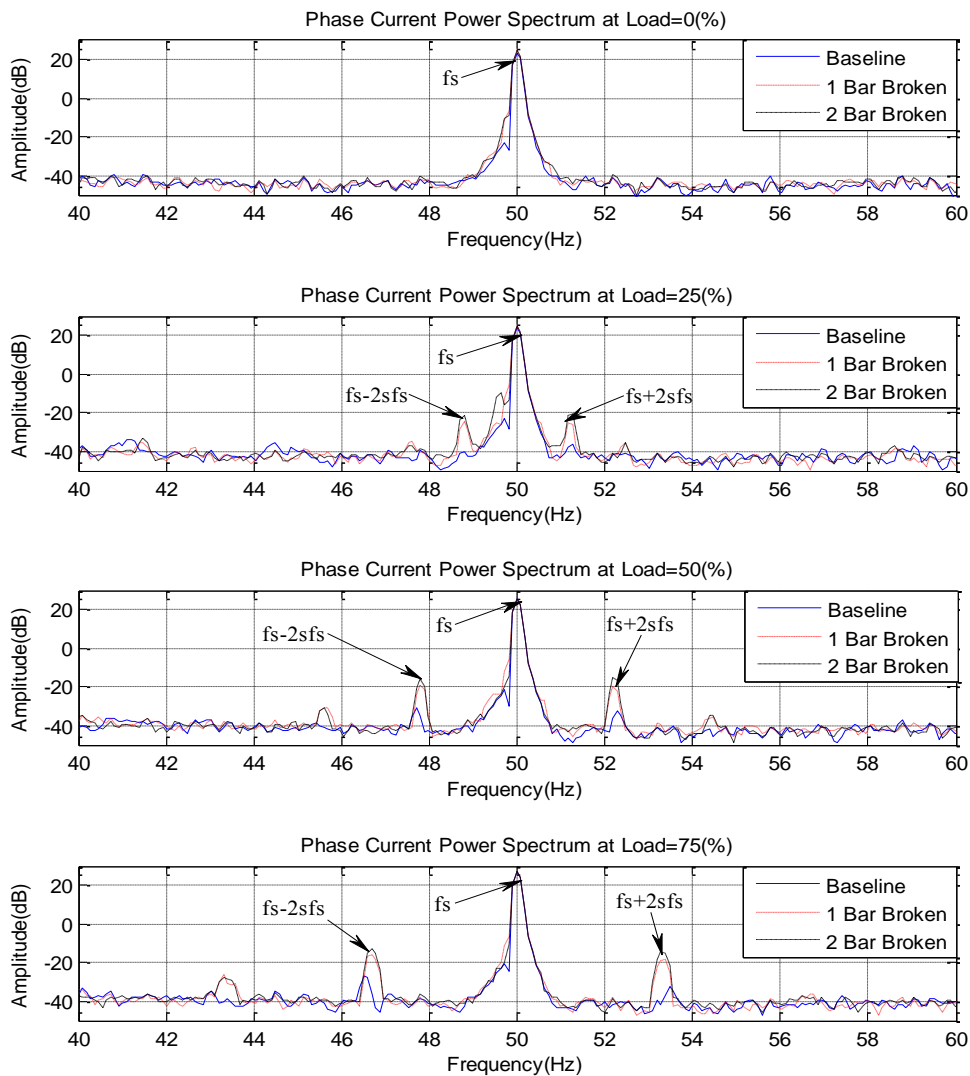 Phase Current Power Spectrum at Load=0(%)
Amplitude(dB)
20
0
-20
-40
fs
Baseline
1 Bar Broken
2 Bar Broken
40 42 44 46 48 50 52 54 56 58 60
Frequency(Hz)
Phase Current Power Spectrum at Load=25(%)
Amplitude(dB)
20
0
-20
-40
fs
fs-2sfs
fs+2sfs
Baseline
1 Bar Broken
2 Bar Broken
40 42 44 46 48 50 52 54 56 58 60
Frequency(Hz)
Phase Current Power Spectrum at Load=50(%)
Amplitude(dB)
20
0
-20
-40
fs
fs-2sfs
fs+2sfs
Baseline
1 Bar Broken
2 Bar Broken
40 42 44 46 48 50 52 54 56 58 60
Frequency(Hz)
Phase Current Power Spectrum at Load=75(%)
Amplitude(dB)
20
0
-20
-40
fs
fs-2sfs
fs+2sfs
Baseline
1 Bar Broken
2 Bar Broken
40 42 44 46 48 50 52 54 56 58 60
Frequency(Hz)